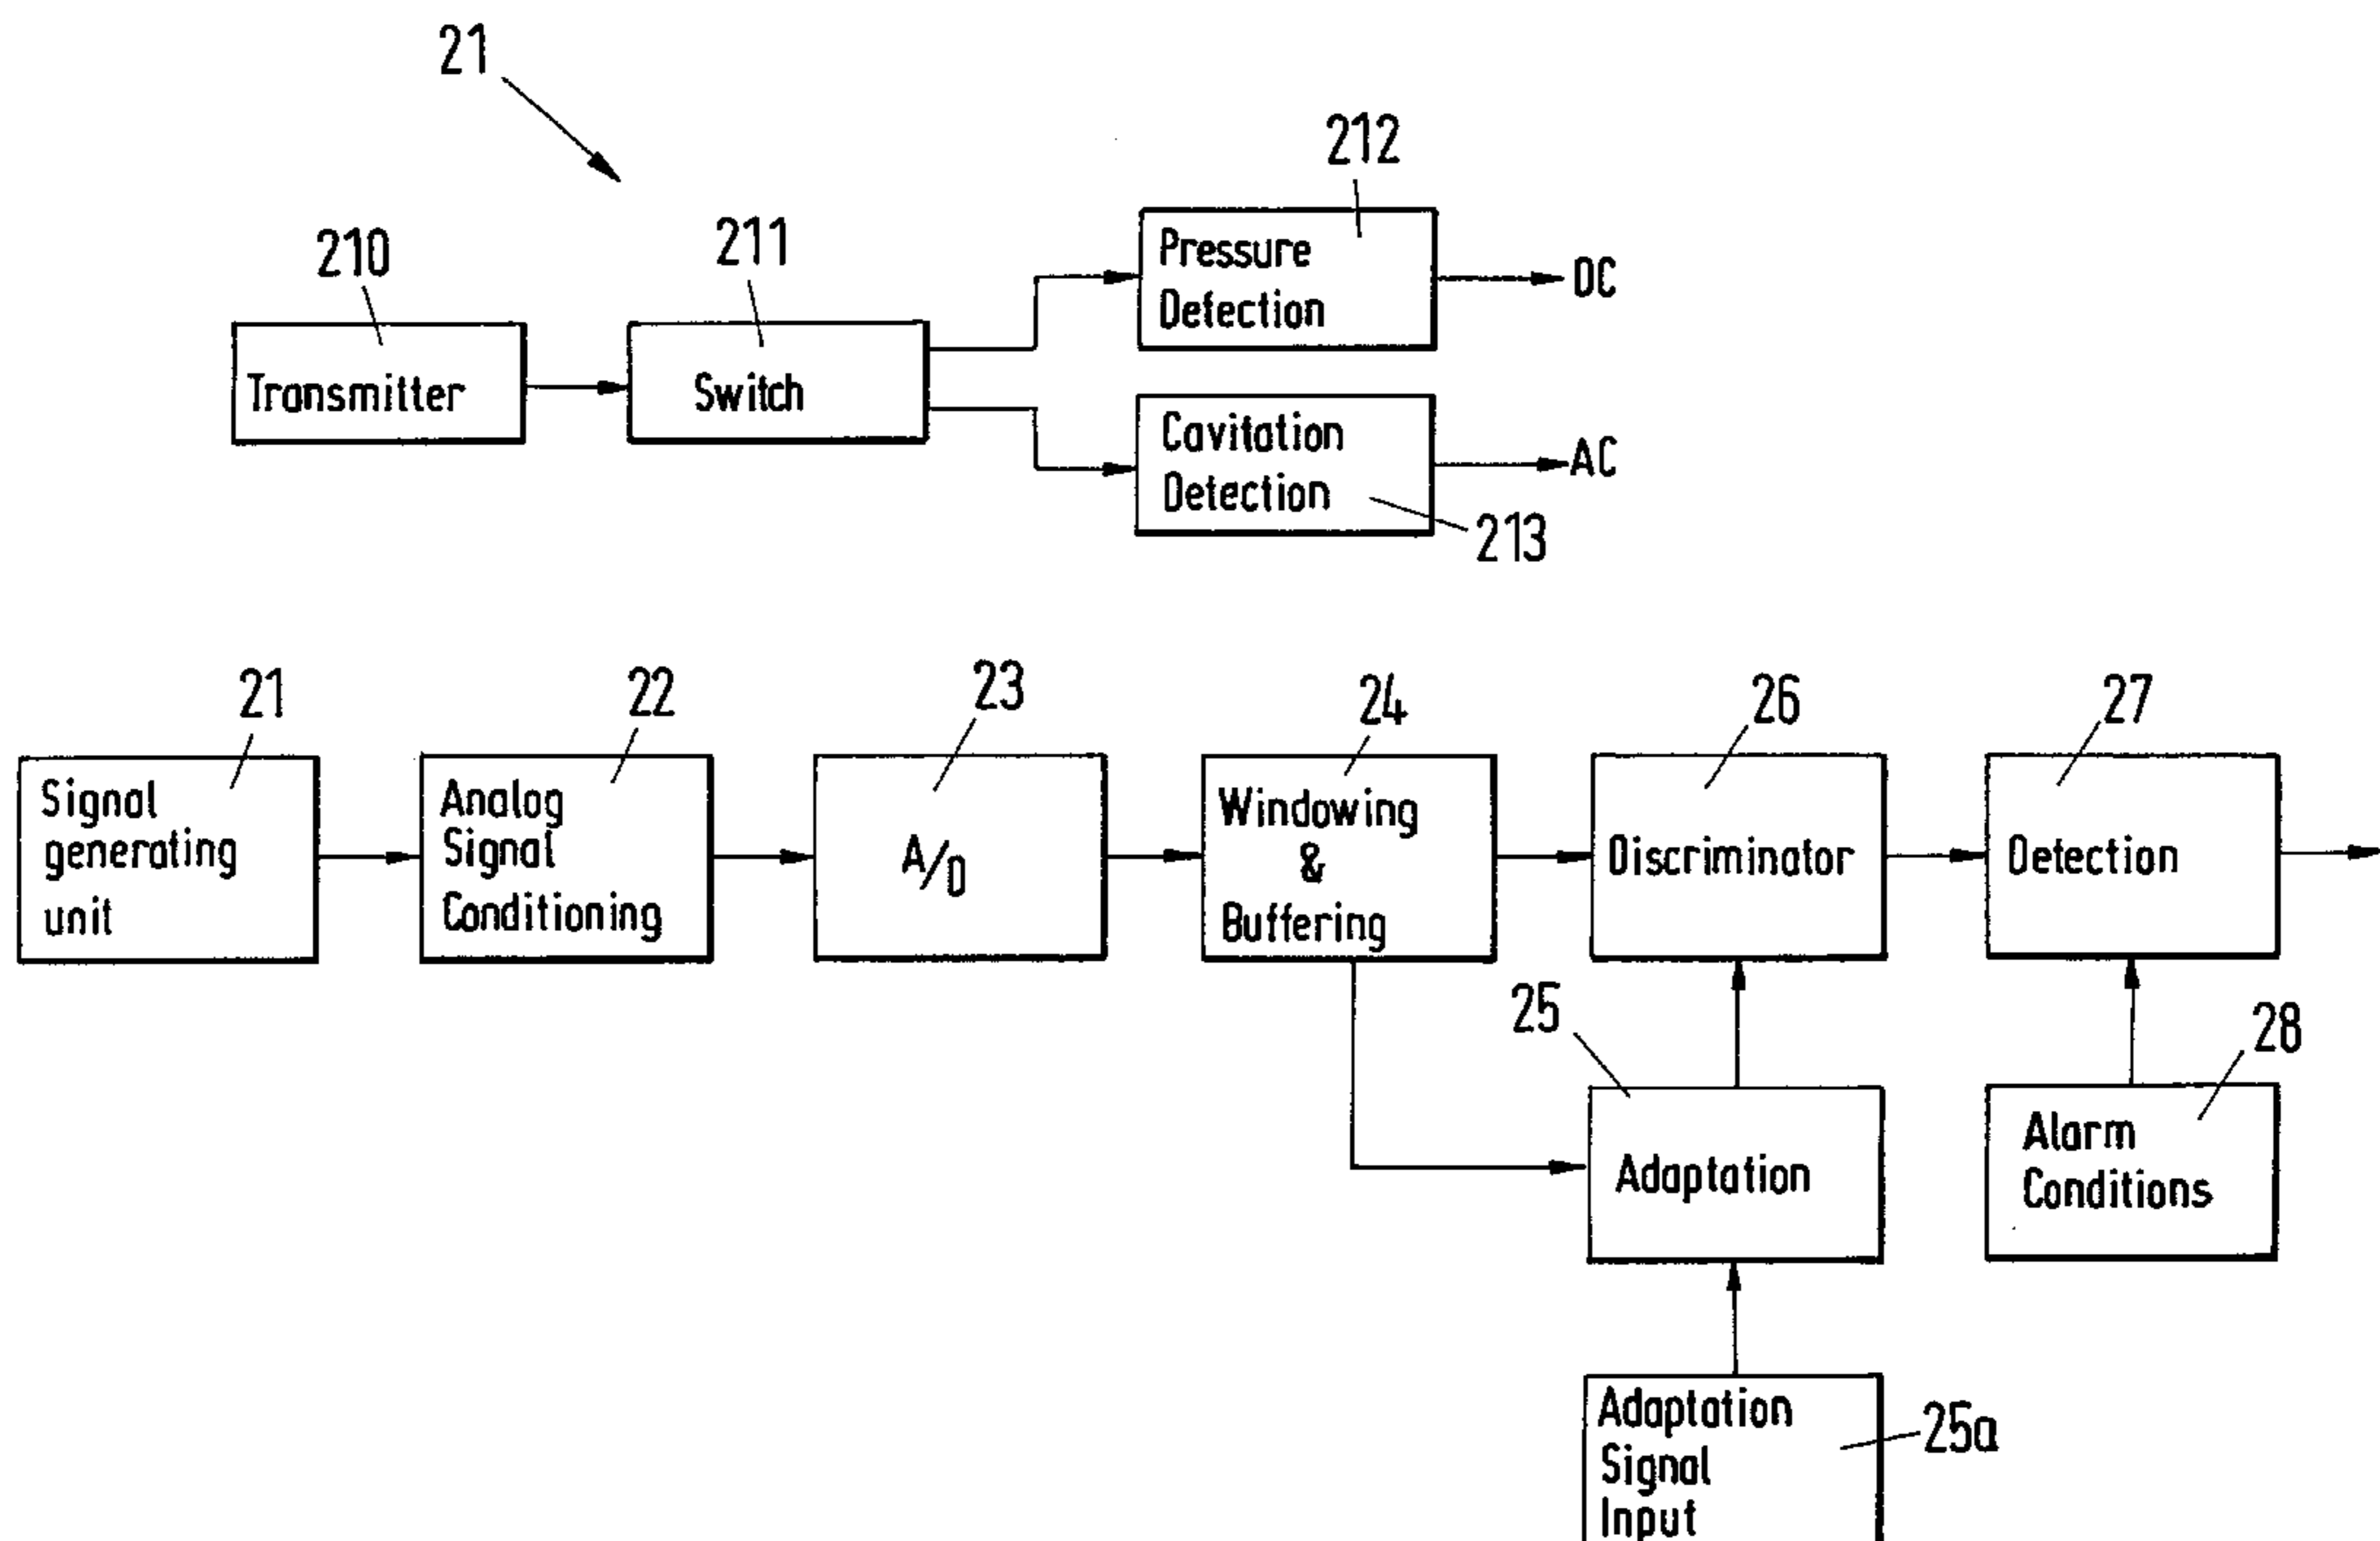 21
212
210
211
Pressure
Detection
DC
Transmitter
Switch
Cavitation
Detection
AC
213
21
22
23
24
26
27
Signal
generating
unit
Analog
Signal
Conditioning
A/D
Windowing
&
Buffering
Discriminator
Detection
25
28
Adaptation
Alarm
Conditions
Adaptation
Signal
Input
25a